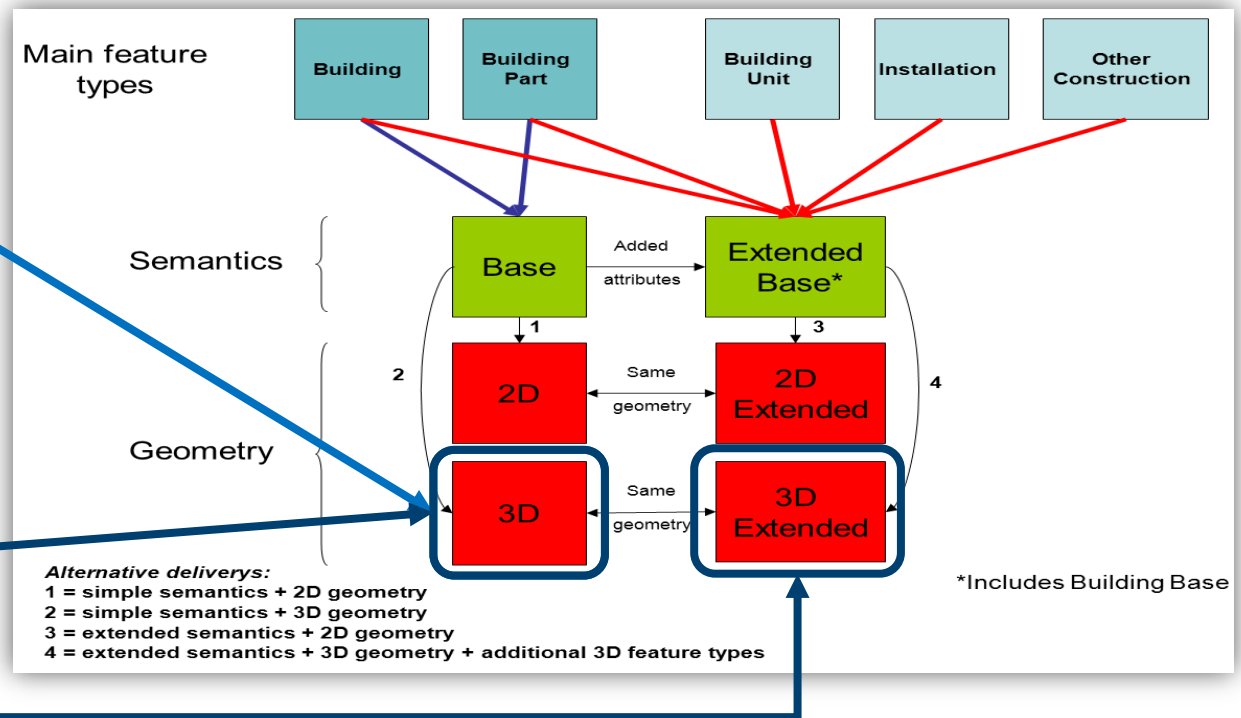 Main feature
types
Building
Building
Part
Building
Unit
Installation
Other
Construction
Semantics
Base
Added
attributes
Extended
Base*
1
3
2
2D
Same
geometry
2D
Extended
4
Geometry
3D
Same
geometry
3D
Extended
Alternative deliverys:
1 = simple semantics + 2D geometry
2 = simple semantics + 3D geometry
3 = extended semantics + 2D geometry
4 = extended semantics + 3D geometry + additional 3D feature types
*Includes Building Base